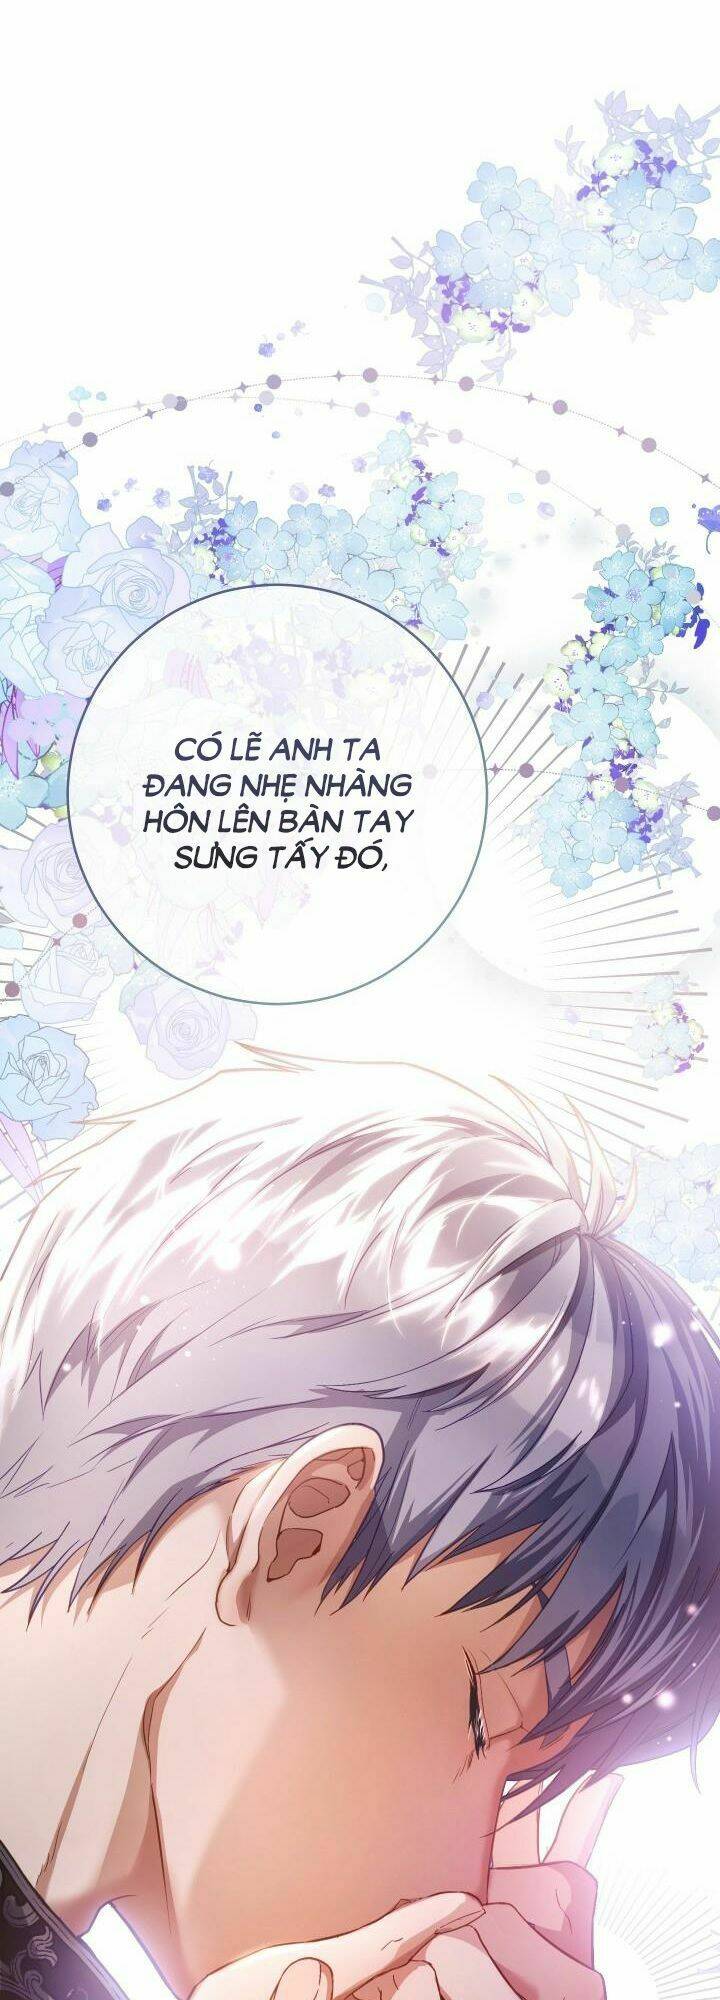 CÓ LẼ ANH TA
ĐANG NHẸ NHÀNG
HÔN LÊN BÀN TAY
SƯNG TẤY ĐÓ,